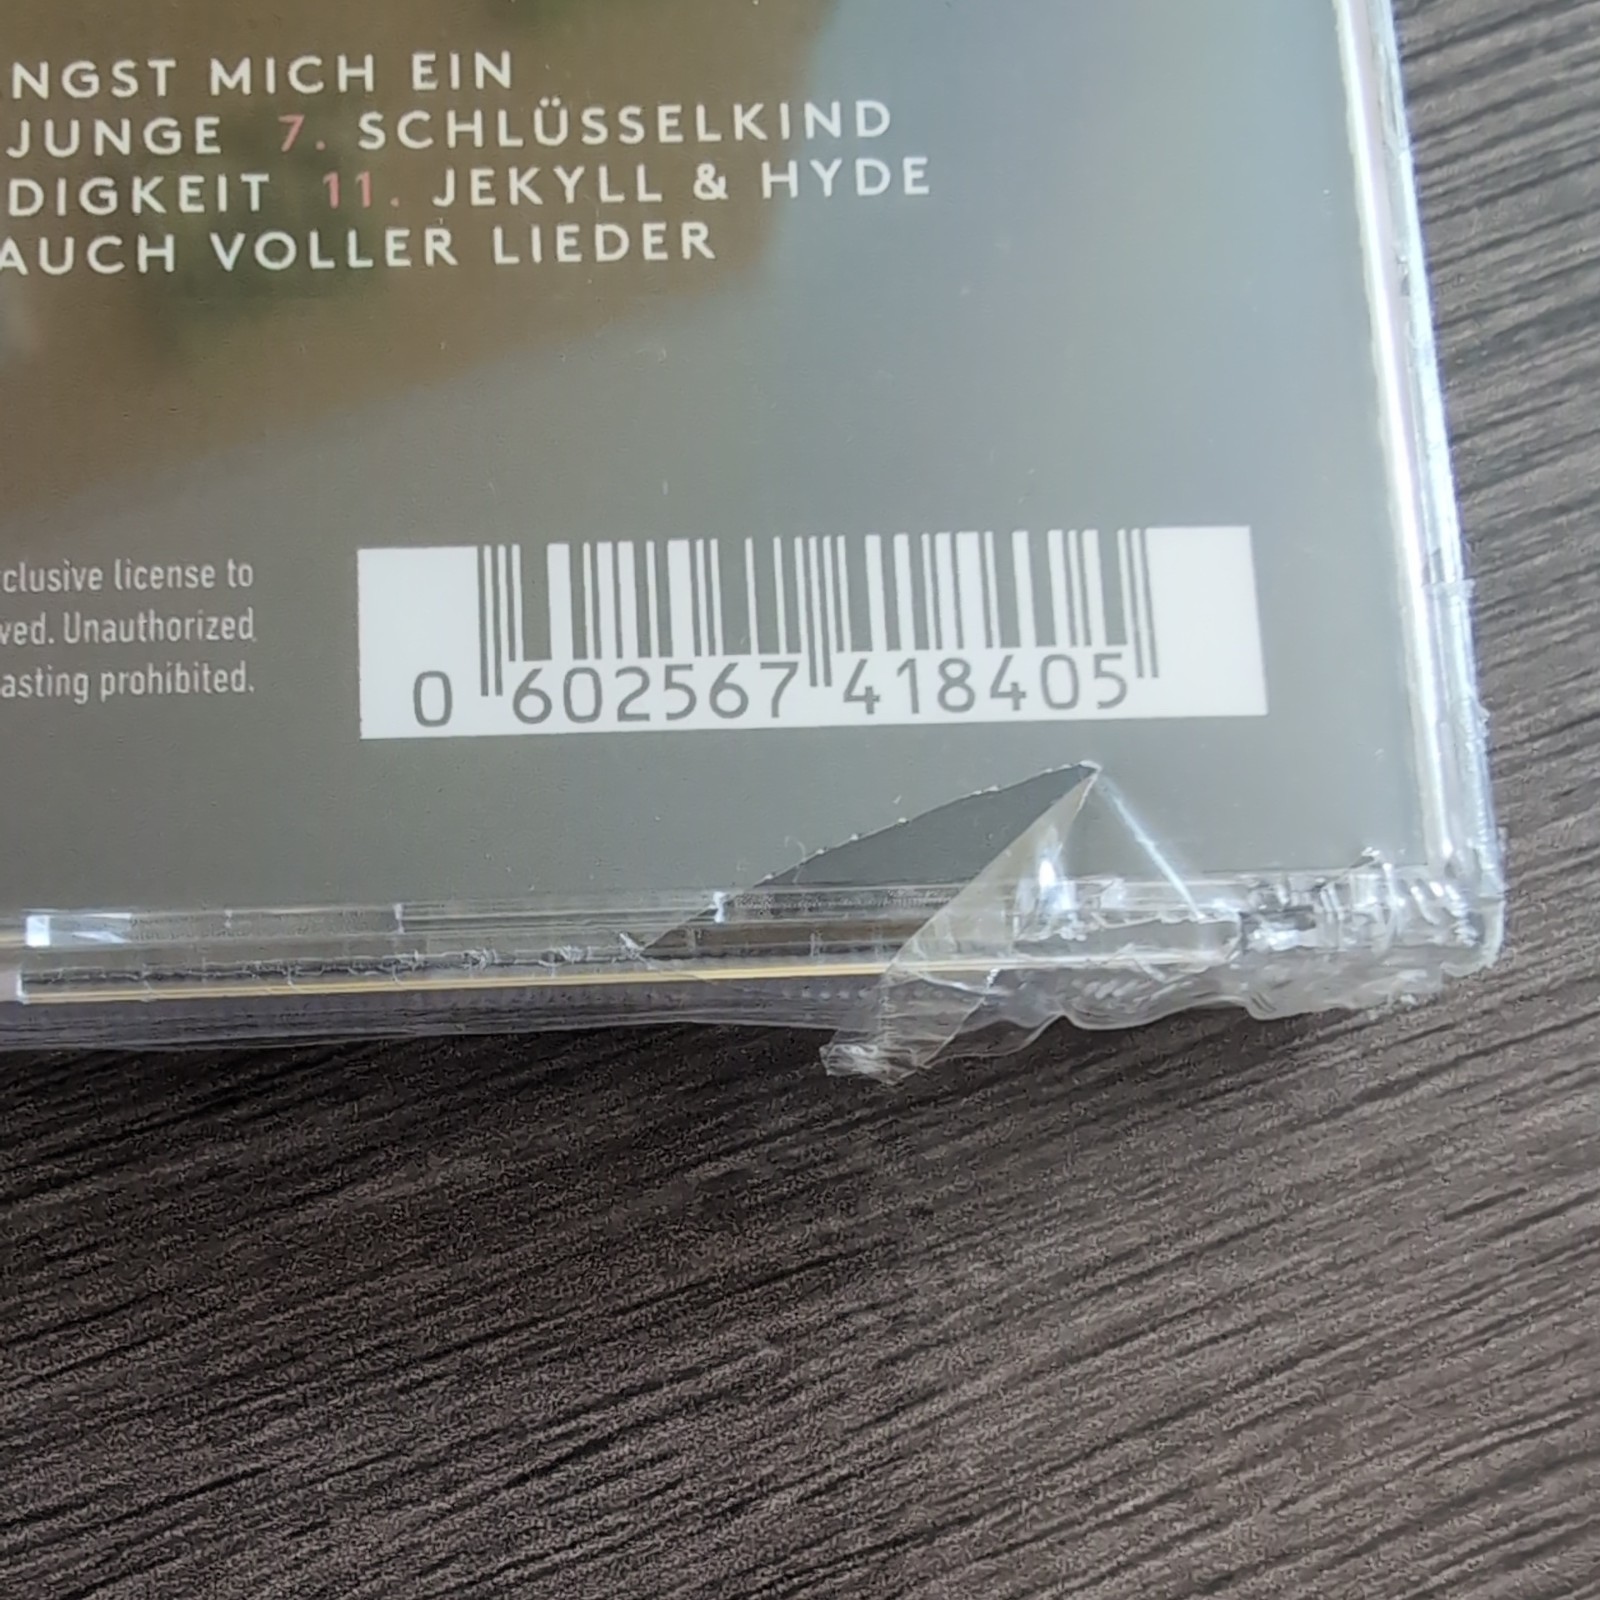 NGST MICH EIN
JUNGE 7. SCHLÜSSELKIND
DIGKEIT 11. JEKYLL & HYDE
AUCH VOLLER LIEDER
clusive license to
ved. Unauthorized
asting prohibited.
0 602567 418405